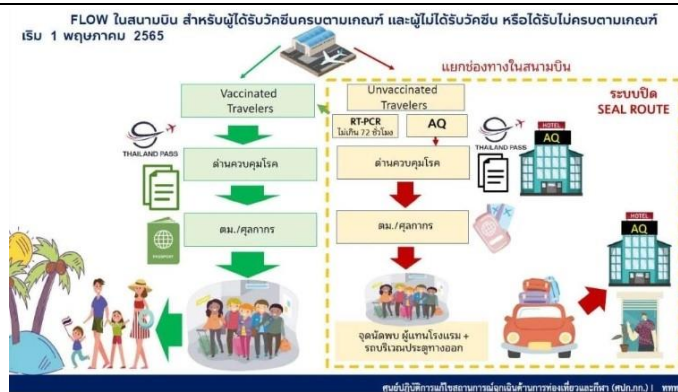 FLOW ในสนามบิน สำหรับผู้ได้รับวัคซีนครบตามเกณฑ์ และผู้ไม่ได้รับวัคซีน หรือได้รับไม่ครบตามเกณฑ์
เริ่ม 1 พฤษภาคม 2565
แยกช่องทางในสนามบิน
Vaccinated
Travelers
THAILAND PASS
ด่านควบคุมโรค
ตม./ศุลกากร
PASSPORT
Unvaccinated
Travelers
RT-PCR
ไม่เกิน 72 ชั่วโมง
AQ
THAILAND PASS
ด่านควบคุมโรค
ตม./ศุลกากร
จุดนัดพบ ผู้แทนโรงแรม +
รถบริเวณประตูทางออก
ระบบปิด
SEAL ROUTE
HOTEL
AQ
HOTEL
AQ
ศูนย์ปฏิบัติการแก้ไขสถานการณ์ฉุกเฉินด้านการท่องเที่ยวและกีฬา (ศปก.กก.) |